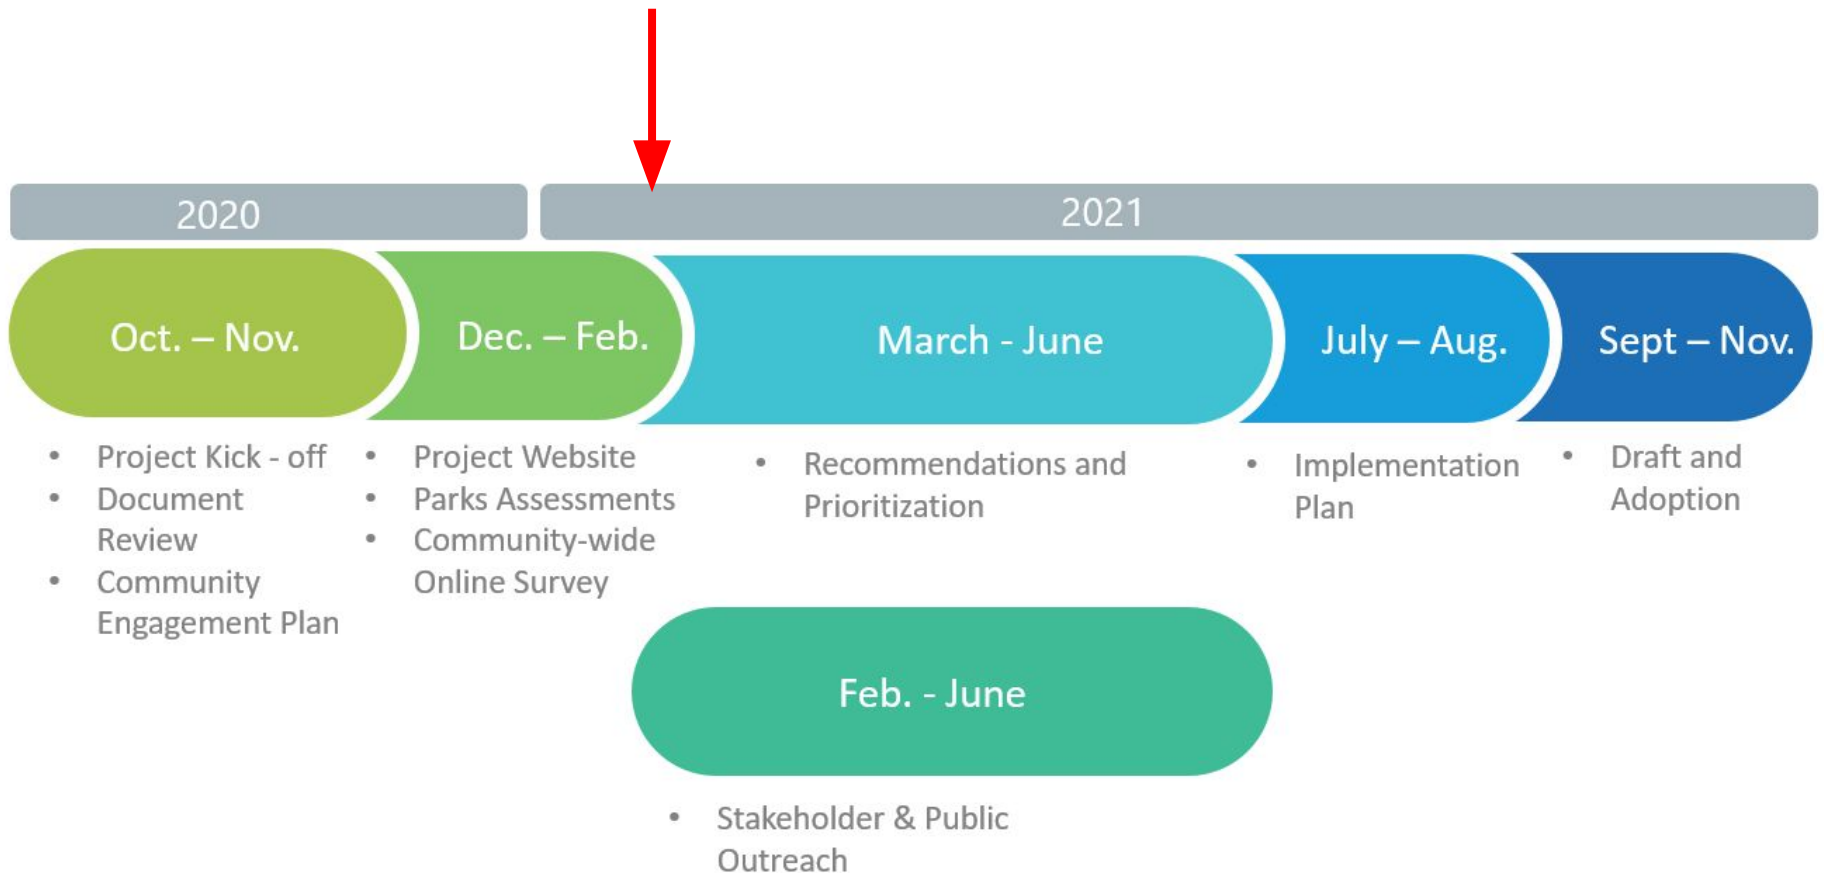 2020
2021
Oct. – Nov.
Dec. – Feb.
March - June
July – Aug.
Sept – Nov.
• Project Kick - off
• Document
Review
• Community
Engagement Plan
• Project Website
• Parks Assessments
• Community-wide
Online Survey
• Recommendations and
Prioritization
• Implementation
Plan
• Draft and
Adoption
Feb. - June
• Stakeholder & Public
Outreach